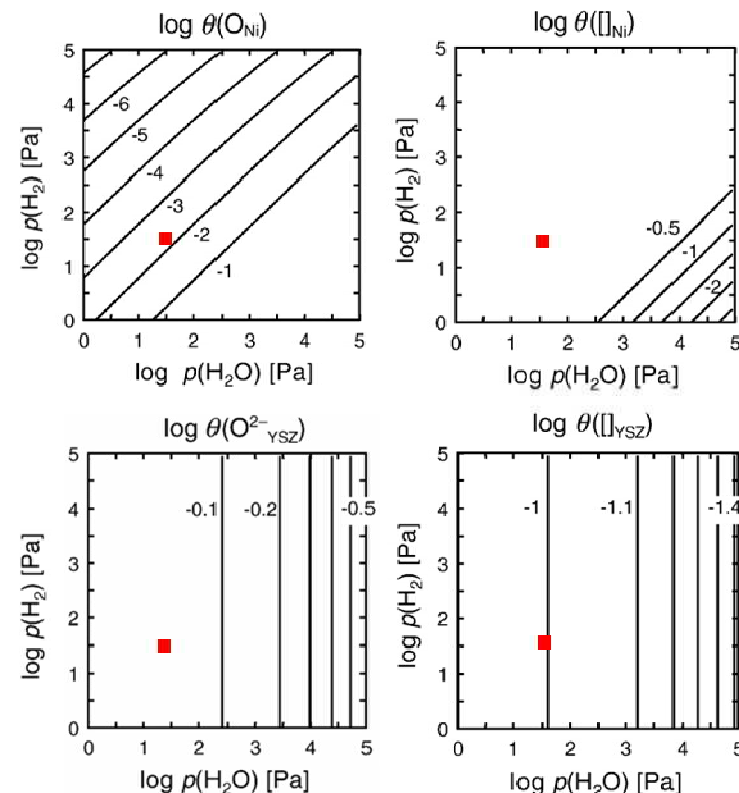 log θ(O_Ni)
5
4
3
2
1
0
-6
-5
-4
-3
-2
-1
0 1 2 3 4 5
log p(H₂) [Pa]
log p(H₂O) [Pa]
log θ([]_Ni)
5
4
3
2
1
0
-0.5
-1
-2
0 1 2 3 4 5
log p(H₂) [Pa]
log p(H₂O) [Pa]
log θ(O²⁻_YSZ)
5
4
3
2
1
0
-0.1 -0.2 -0.5
0 1 2 3 4 5
log p(H₂) [Pa]
log p(H₂O) [Pa]
log θ([]_YSZ)
5
4
3
2
1
0
-1 -1.1 -1.4
0 1 2 3 4 5
log p(H₂) [Pa]
log p(H₂O) [Pa]